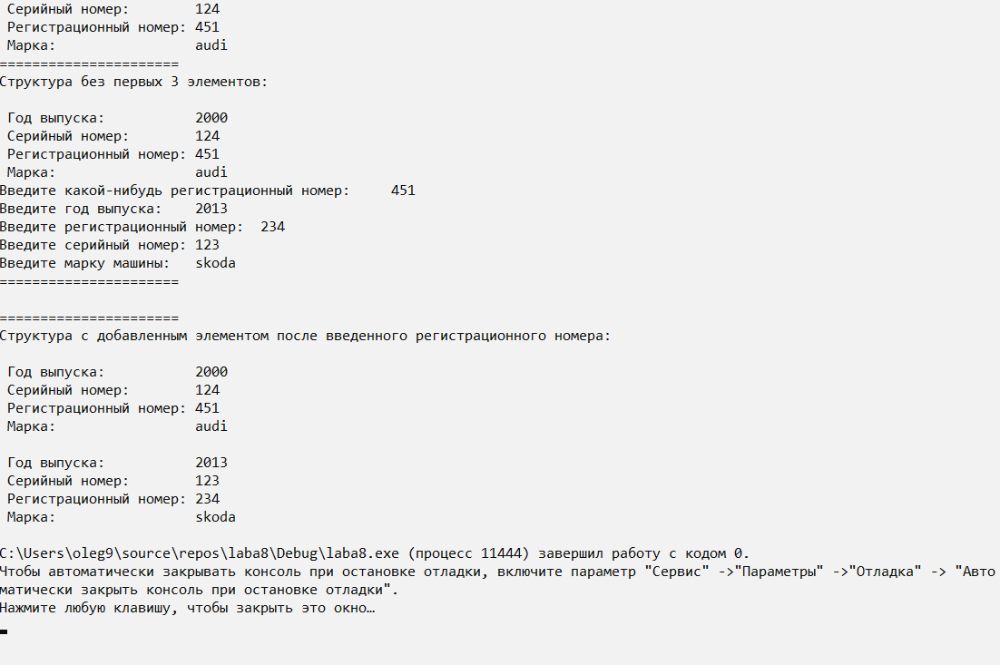 Серийный номер: 124
Регистрационный номер: 451
Марка: audi
======================
Структура без первых 3 элементов:
Год выпуска: 2000
Серийный номер: 124
Регистрационный номер: 451
Марка: audi
Введите какой-нибудь регистрационный номер: 451
Введите год выпуска: 2013
Введите регистрационный номер: 234
Введите серийный номер: 123
Введите марку машины: skoda
======================
======================
Структура с добавленным элементом после введенного регистрационного номера:
Год выпуска: 2000
Серийный номер: 124
Регистрационный номер: 451
Марка: audi
Год выпуска: 2013
Серийный номер: 123
Регистрационный номер: 234
Марка: skoda
C:\Users\oleg9\source\repos\laba8\Debug\laba8.exe (процесс 11444) завершил работу с кодом 0.
Чтобы автоматически закрывать консоль при остановке отладки, включите параметр "Сервис" ->"Параметры" ->"Отладка" -> "Авто
матически закрыть консоль при остановке отладки".
Нажмите любую клавишу, чтобы закрыть это окно…